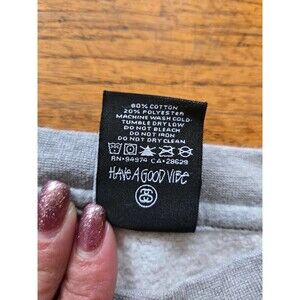 80% COTTON
20% POLYESTER
MACHINE WASH COLD
TUMBLE DRY LOW
DO NOT BLEACH
DO NOT IRON
DO NOT DRY CLEAN
RN•94974 CA•28629
HAVE A GOOD VIBE